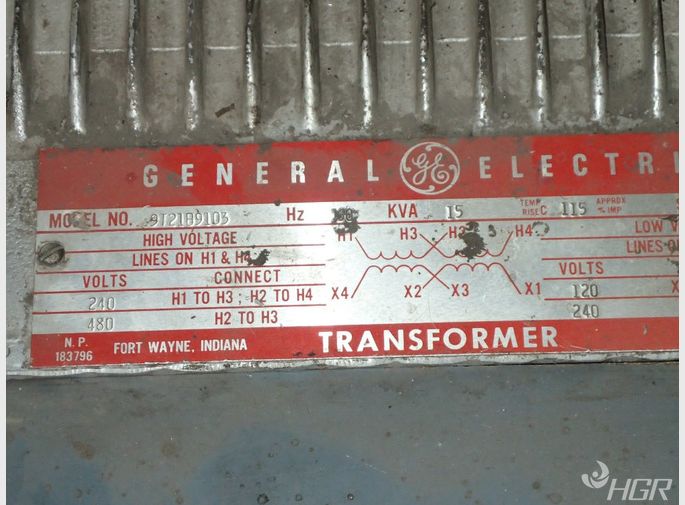 GENERAL GE ELECTRI
MODEL NO. 9T21D9103 Hz KVA 15 TEMP RISE C 115 APPROX % IMP
HIGH VOLTAGE
LINES ON H1 & H4
VOLTS CONNECT
240 H1 TO H3 ; H2 TO H4
480 H2 TO H3
H1 H3 H2 H4
X4 X2 X3 X1
LOW V
LINES O
120 X
240
N.P.
183796
FORT WAYNE, INDIANA
TRANSFORMER
HGR